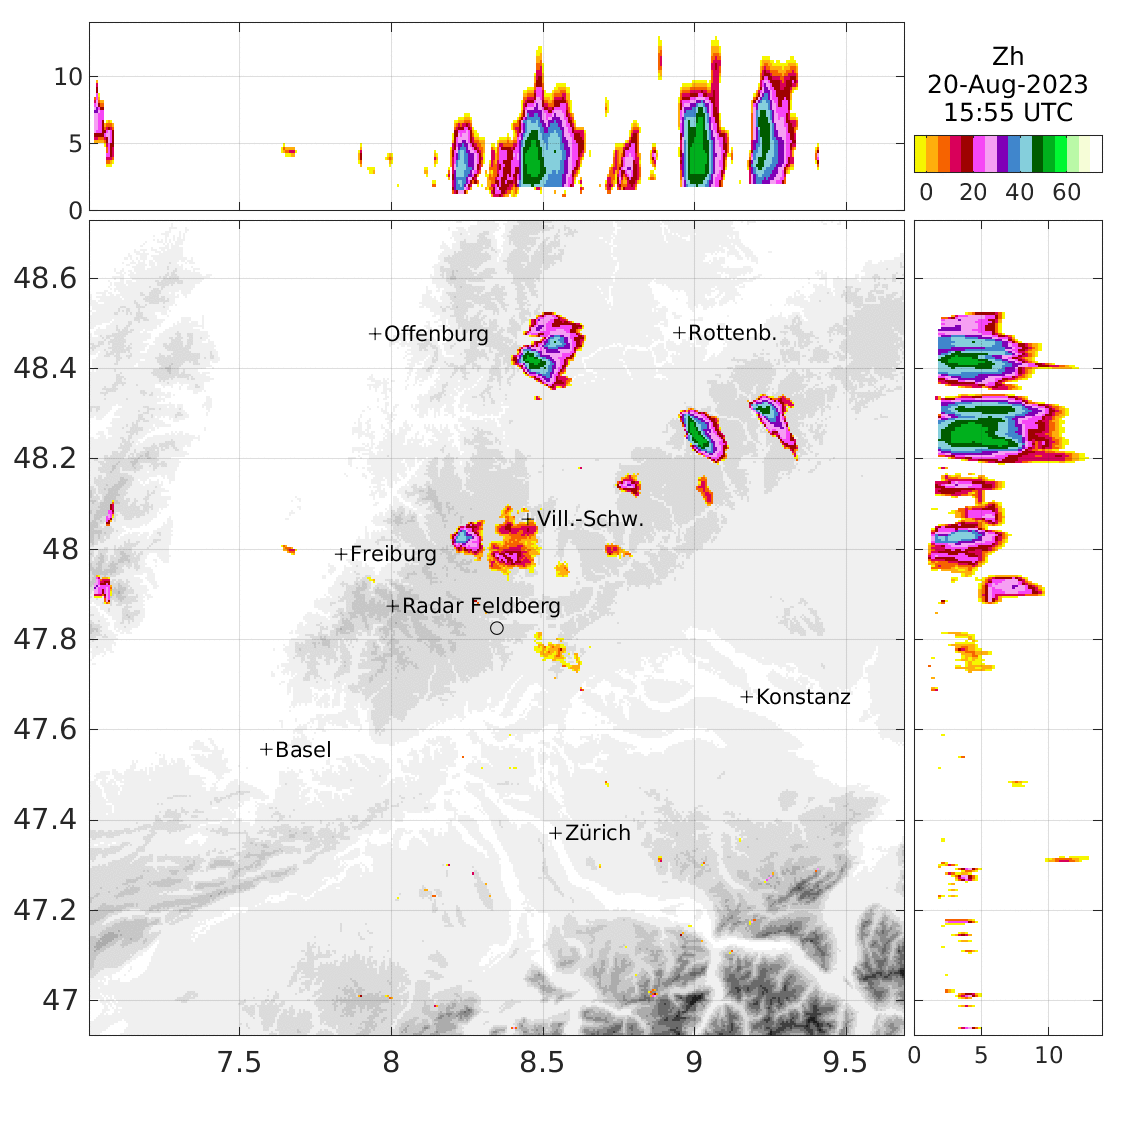 Zh
20-Aug-2023
15:55 UTC
0 20 40 60
10
5
0
48.6
48.4
48.2
48
47.8
47.6
47.4
47.2
47
Offenburg
Rottenb.
Vill.-Schw.
Freiburg
Radar Feldberg
Konstanz
Basel
Zürich
7.5 8 8.5 9 9.5
0 5 10